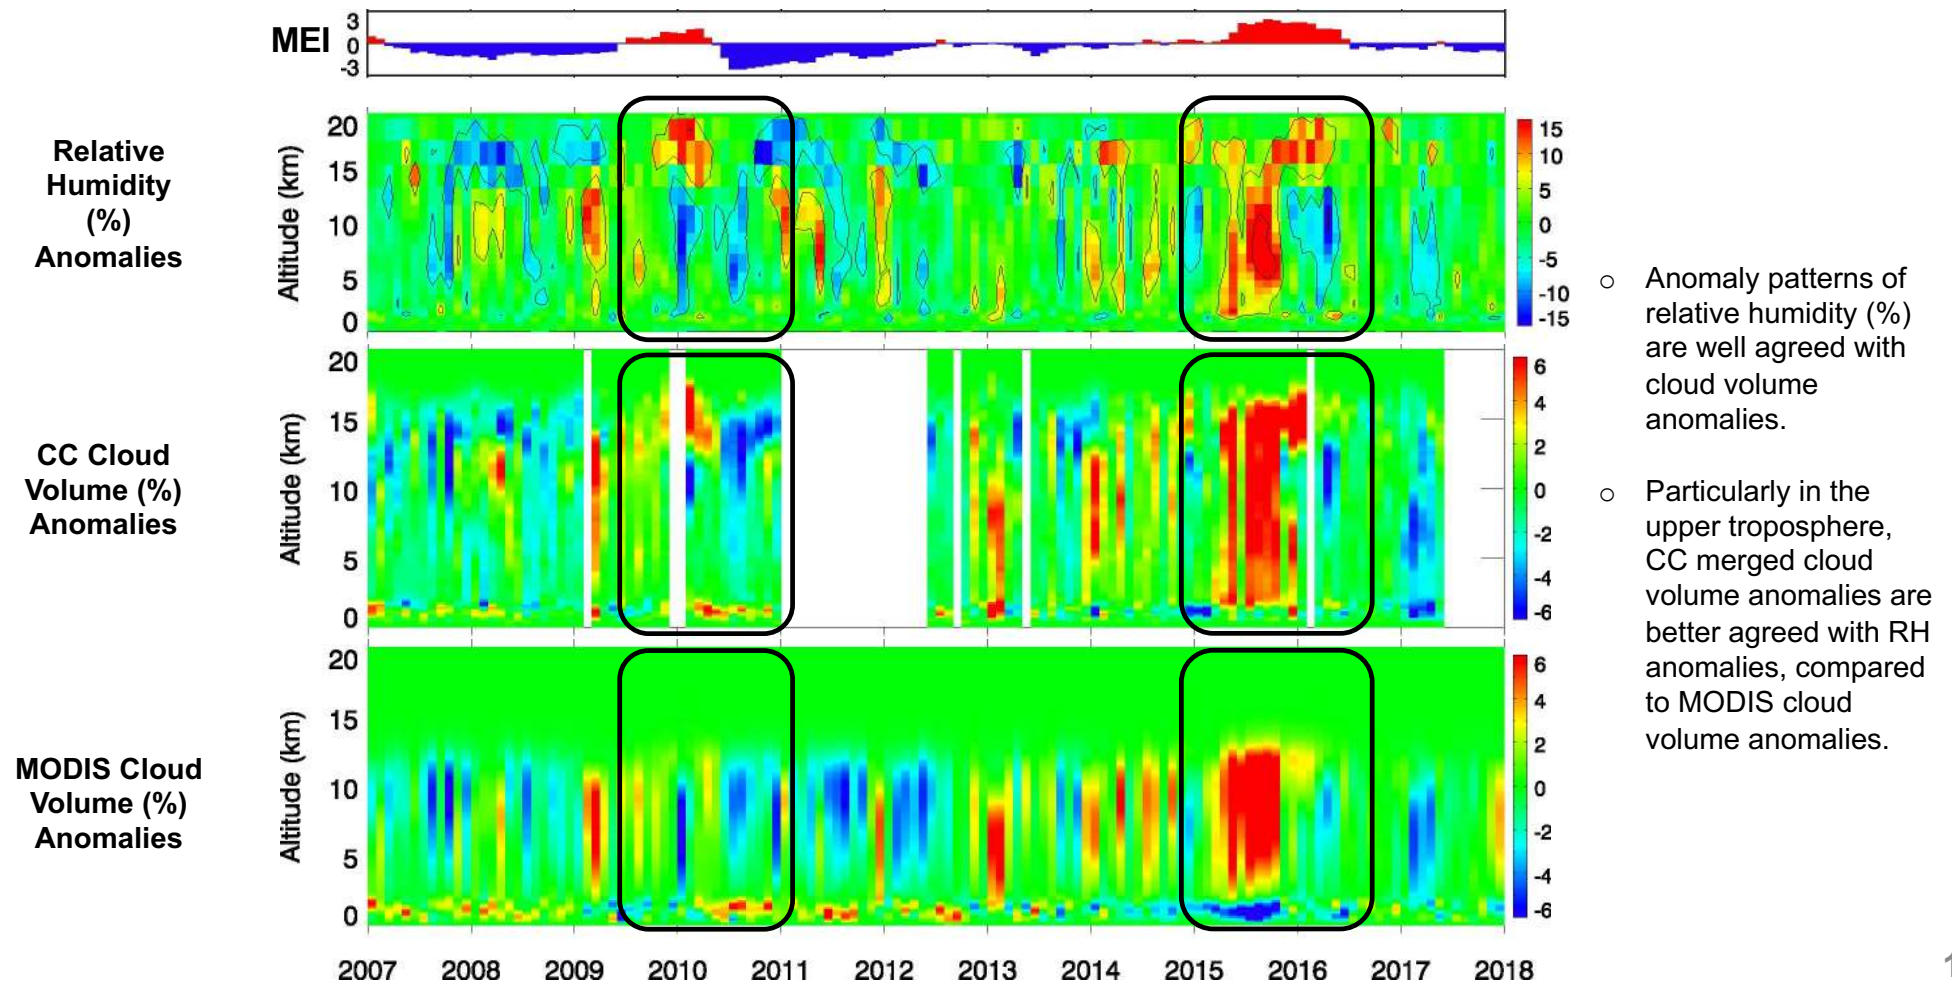 MEI
3
0
-3
Relative
Humidity
(%)
Anomalies
Altitude (km)
20
15
10
5
0
15
10
5
0
-5
-10
-15
CC Cloud
Volume (%)
Anomalies
Altitude (km)
20
15
10
5
0
6
4
2
0
-2
-4
-6
MODIS Cloud
Volume (%)
Anomalies
Altitude (km)
20
15
10
5
0
6
4
2
0
-2
-4
-6
2007 2008 2009 2010 2011 2012 2013 2014 2015 2016 2017 2018
o Anomaly patterns of
relative humidity (%)
are well agreed with
cloud volume
anomalies.
o Particularly in the
upper troposphere,
CC merged cloud
volume anomalies are
better agreed with RH
anomalies, compared
to MODIS cloud
volume anomalies.